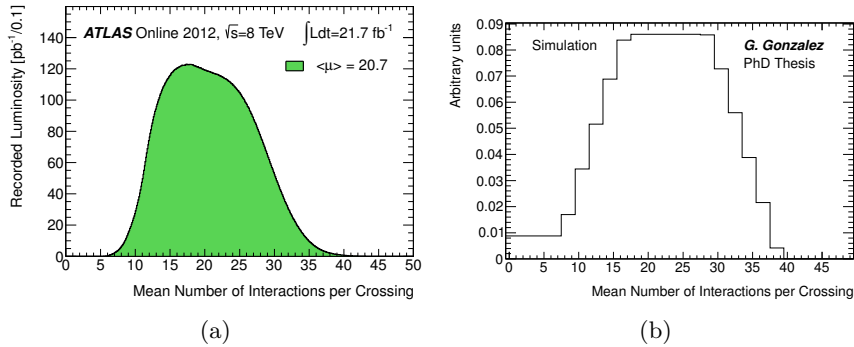 Recorded Luminosity [pb⁻¹/0.1]
160
140
120
100
80
60
40
20
0
ATLAS Online 2012, √s=8 TeV ∫Ldt=21.7 fb⁻¹
<μ> = 20.7
0 5 10 15 20 25 30 35 40 45 50
Mean Number of Interactions per Crossing
(a)
Arbitrary units
0.09
0.08
0.07
0.06
0.05
0.04
0.03
0.02
0.01
0
Simulation
G. Gonzalez
PhD Thesis
0 5 10 15 20 25 30 35 40 45
Mean Number of Interactions per Crossing
(b)